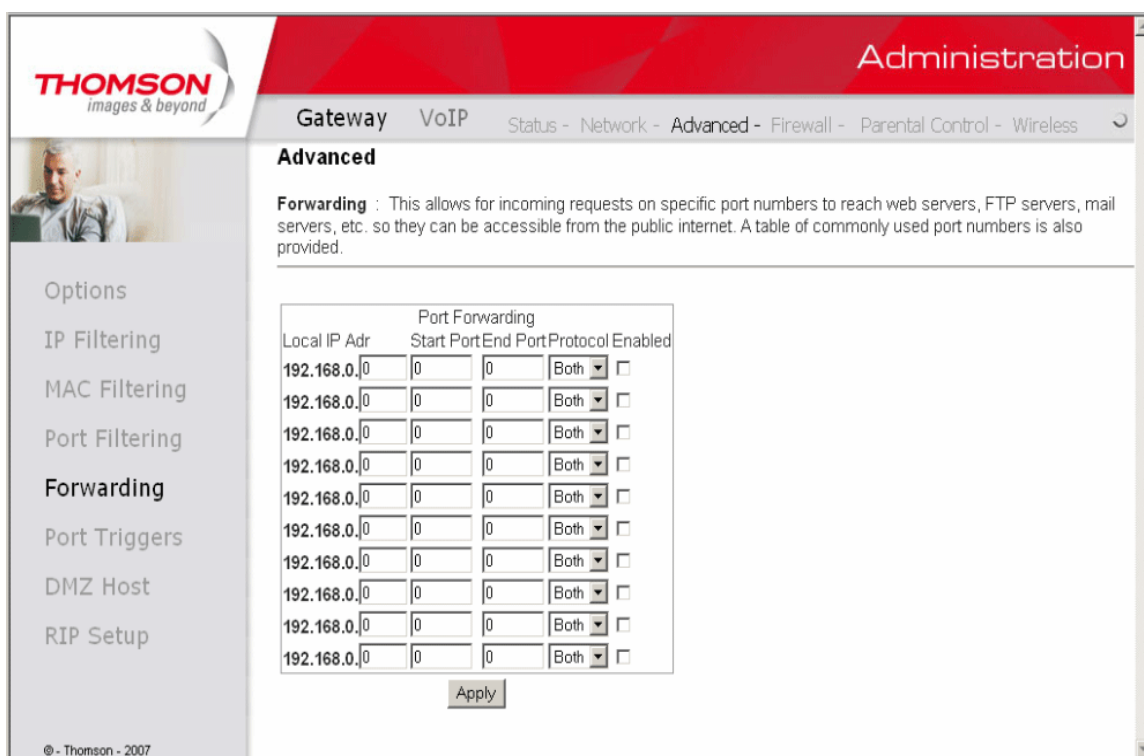 Administration
THOMSON
images & beyond
Gateway VoIP Status - Network - Advanced - Firewall - Parental Control - Wireless
Advanced
Forwarding : This allows for incoming requests on specific port numbers to reach web servers, FTP servers, mail
servers, etc. so they can be accessible from the public internet. A table of commonly used port numbers is also
provided.
Options
IP Filtering
MAC Filtering
Port Filtering
Forwarding
Port Triggers
DMZ Host
RIP Setup
Port Forwarding
Local IP Adr Start Port End Port Protocol Enabled
192.168.0. 0 0 0 Both
192.168.0. 0 0 0 Both
192.168.0. 0 0 0 Both
192.168.0. 0 0 0 Both
192.168.0. 0 0 0 Both
192.168.0. 0 0 0 Both
192.168.0. 0 0 0 Both
192.168.0. 0 0 0 Both
192.168.0. 0 0 0 Both
192.168.0. 0 0 0 Both
Apply
© - Thomson - 2007